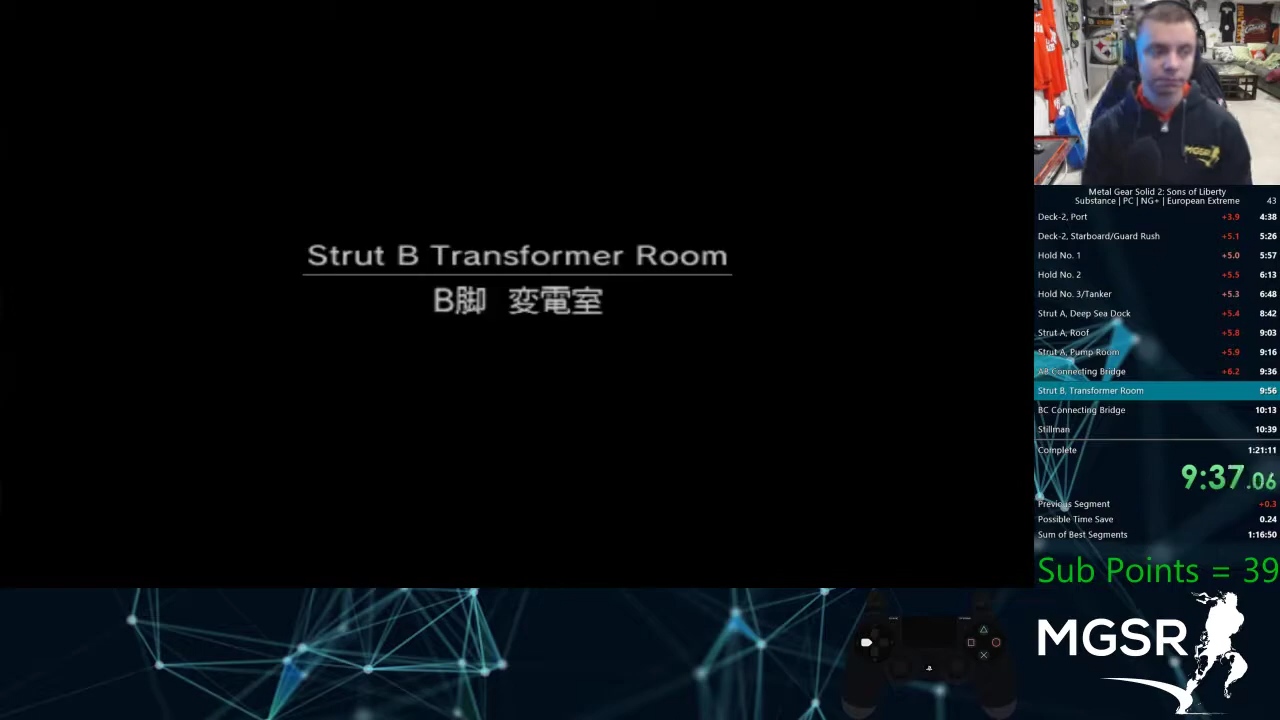 Strut B Transformer Room
B脚 変電室
MGSR
Metal Gear Solid 2: Sons of Liberty
Substance | PC | NG+ | European Extreme 43
Deck-2, Port +3.9 4:38
Deck-2, Starboard/Guard Rush +5.1 5:26
Hold No. 1 +5.0 5:57
Hold No. 2 +5.5 6:13
Hold No. 3/Tanker +5.3 6:48
Strut A, Deep Sea Dock +5.4 8:42
Strut A, Roof +5.8 9:03
Strut A, Pump Room +5.9 9:16
AB Connecting Bridge +6.2 9:36
Strut B, Transformer Room 9:56
BC Connecting Bridge 10:13
Stillman 10:39
Complete 1:21:11
9:37.06
Previous Segment +0.3
Possible Time Save 0.24
Sum of Best Segments 1:16:50
Sub Points = 39
MGSR